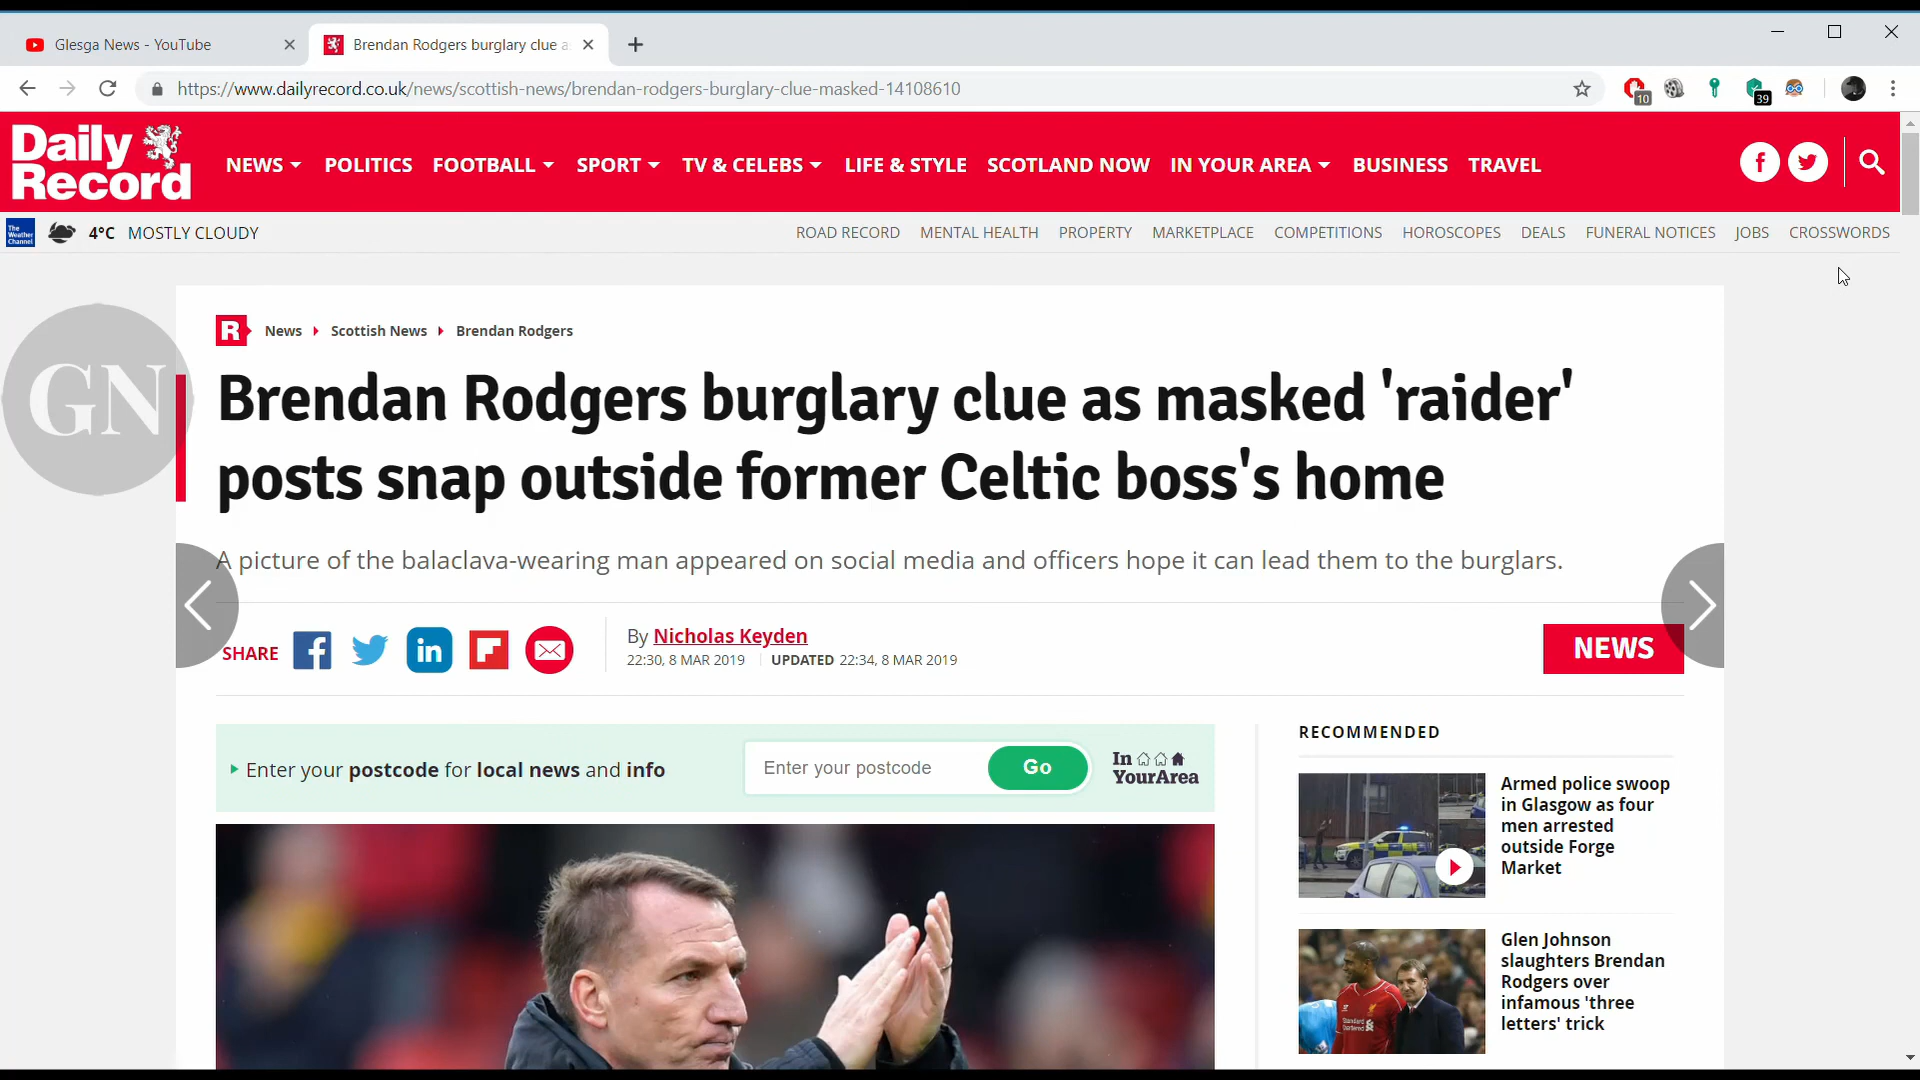 Glesga News - YouTube
Brendan Rodgers burglary clue a
https://www.dailyrecord.co.uk/news/scottish-news/brendan-rodgers-burglary-clue-masked-14108610
10
39
Daily
Record
NEWS POLITICS FOOTBALL SPORT TV & CELEBS LIFE & STYLE SCOTLAND NOW IN YOUR AREA BUSINESS TRAVEL
The
Weather
Channel
4°C MOSTLY CLOUDY
ROAD RECORD MENTAL HEALTH PROPERTY MARKETPLACE COMPETITIONS HOROSCOPES DEALS FUNERAL NOTICES JOBS CROSSWORDS
GN
R News Scottish News Brendan Rodgers
Brendan Rodgers burglary clue as masked 'raider'
posts snap outside former Celtic boss's home
A picture of the balaclava-wearing man appeared on social media and officers hope it can lead them to the burglars.
SHARE
By Nicholas Keyden
22:30, 8 MAR 2019 UPDATED 22:34, 8 MAR 2019
NEWS
Enter your postcode for local news and info
Enter your postcode
Go
In
YourArea
RECOMMENDED
Armed police swoop
in Glasgow as four
men arrested
outside Forge
Market
Glen Johnson
slaughters Brendan
Rodgers over
infamous 'three
letters' trick
Standard
Chartered